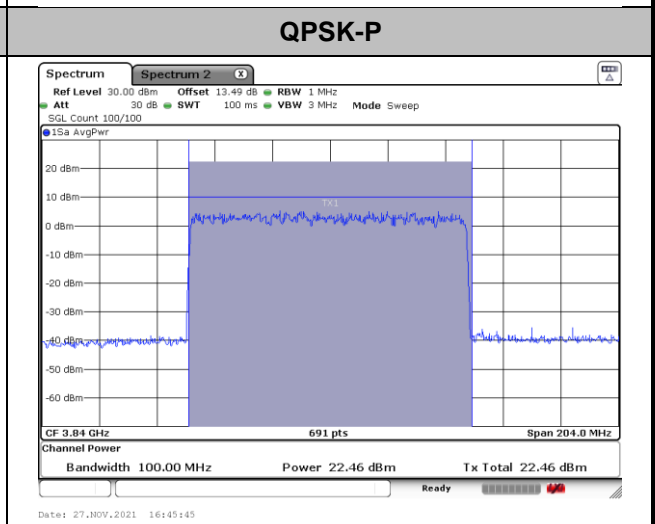 QPSK-P
Spectrum Spectrum 2 X
Ref Level 30.00 dBm Offset 13.49 dB RBW 1 MHz
Att 30 dB SWT 100 ms VBW 3 MHz Mode Sweep
SGL Count 100/100
1Sa AvgPwr
20 dBm
TX1
10 dBm
0 dBm
-10 dBm
-20 dBm
-30 dBm
-40 dBm
-50 dBm
-60 dBm
CF 3.84 GHz 691 pts Span 204.0 MHz
Channel Power
Bandwidth 100.00 MHz Power 22.46 dBm Tx Total 22.46 dBm
Ready
Date: 27.NOV.2021 16:45:45